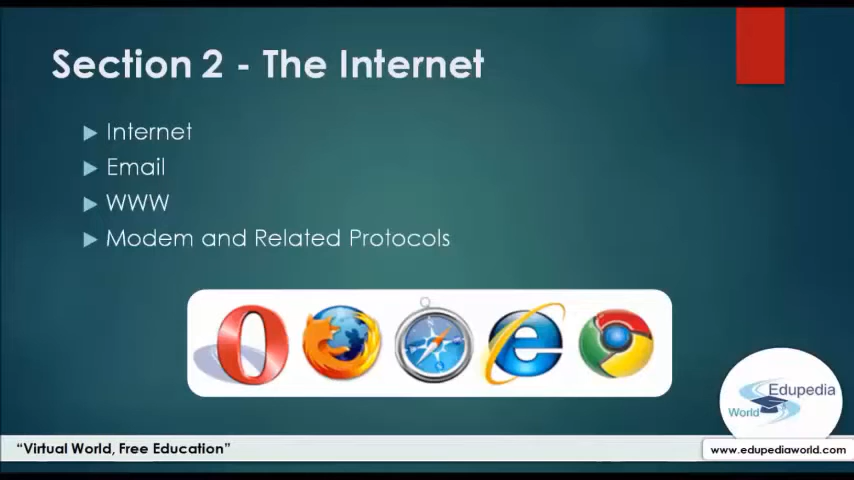 Section 2 - The Internet
Internet
Email
WWW
Modem and Related Protocols
Edupedia
World
"Virtual World, Free Education"
www.edupediaworld.com